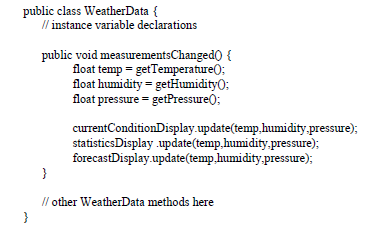 public class WeatherData {
// instance variable declarations
public void measurementsChanged() {
float temp = getTemperature();
float humidity = getHumidity();
float pressure = getPressure();
currentConditionDisplay.update(temp,humidity,pressure);
statisticsDisplay .update(temp,humidity,pressure);
forecastDisplay.update(temp,humidity,pressure);
}
// other WeatherData methods here
}